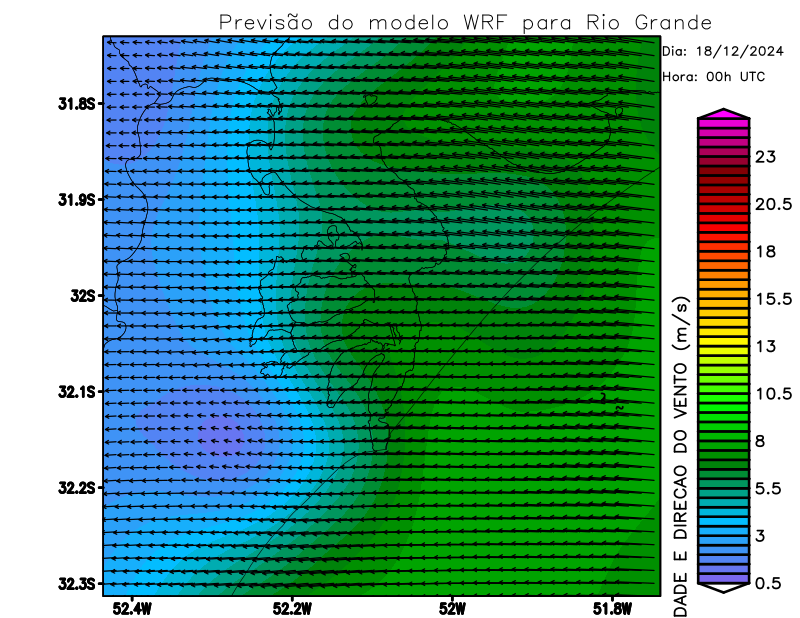 Previsão do modelo WRF para Rio Grande
Dia: 18/12/2024
Hora: 00h UTC
31.8S
31.9S
32S
32.1S
32.2S
32.3S
52.4W
52.2W
52W
51.8W
23
20.5
18
15.5
13
10.5
8
5.5
3
0.5
DADE E DIRECAO DO VENTO (m/s)